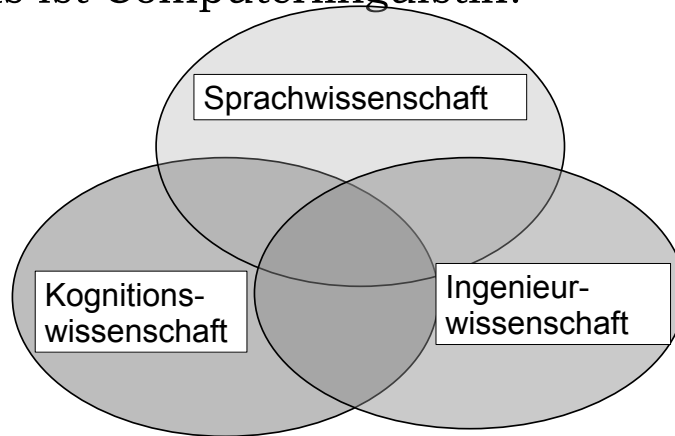 ist Computerlinguistik?
Sprachwissenschaft
Kognitions-
wissenschaft
Ingenieur-
wissenschaft